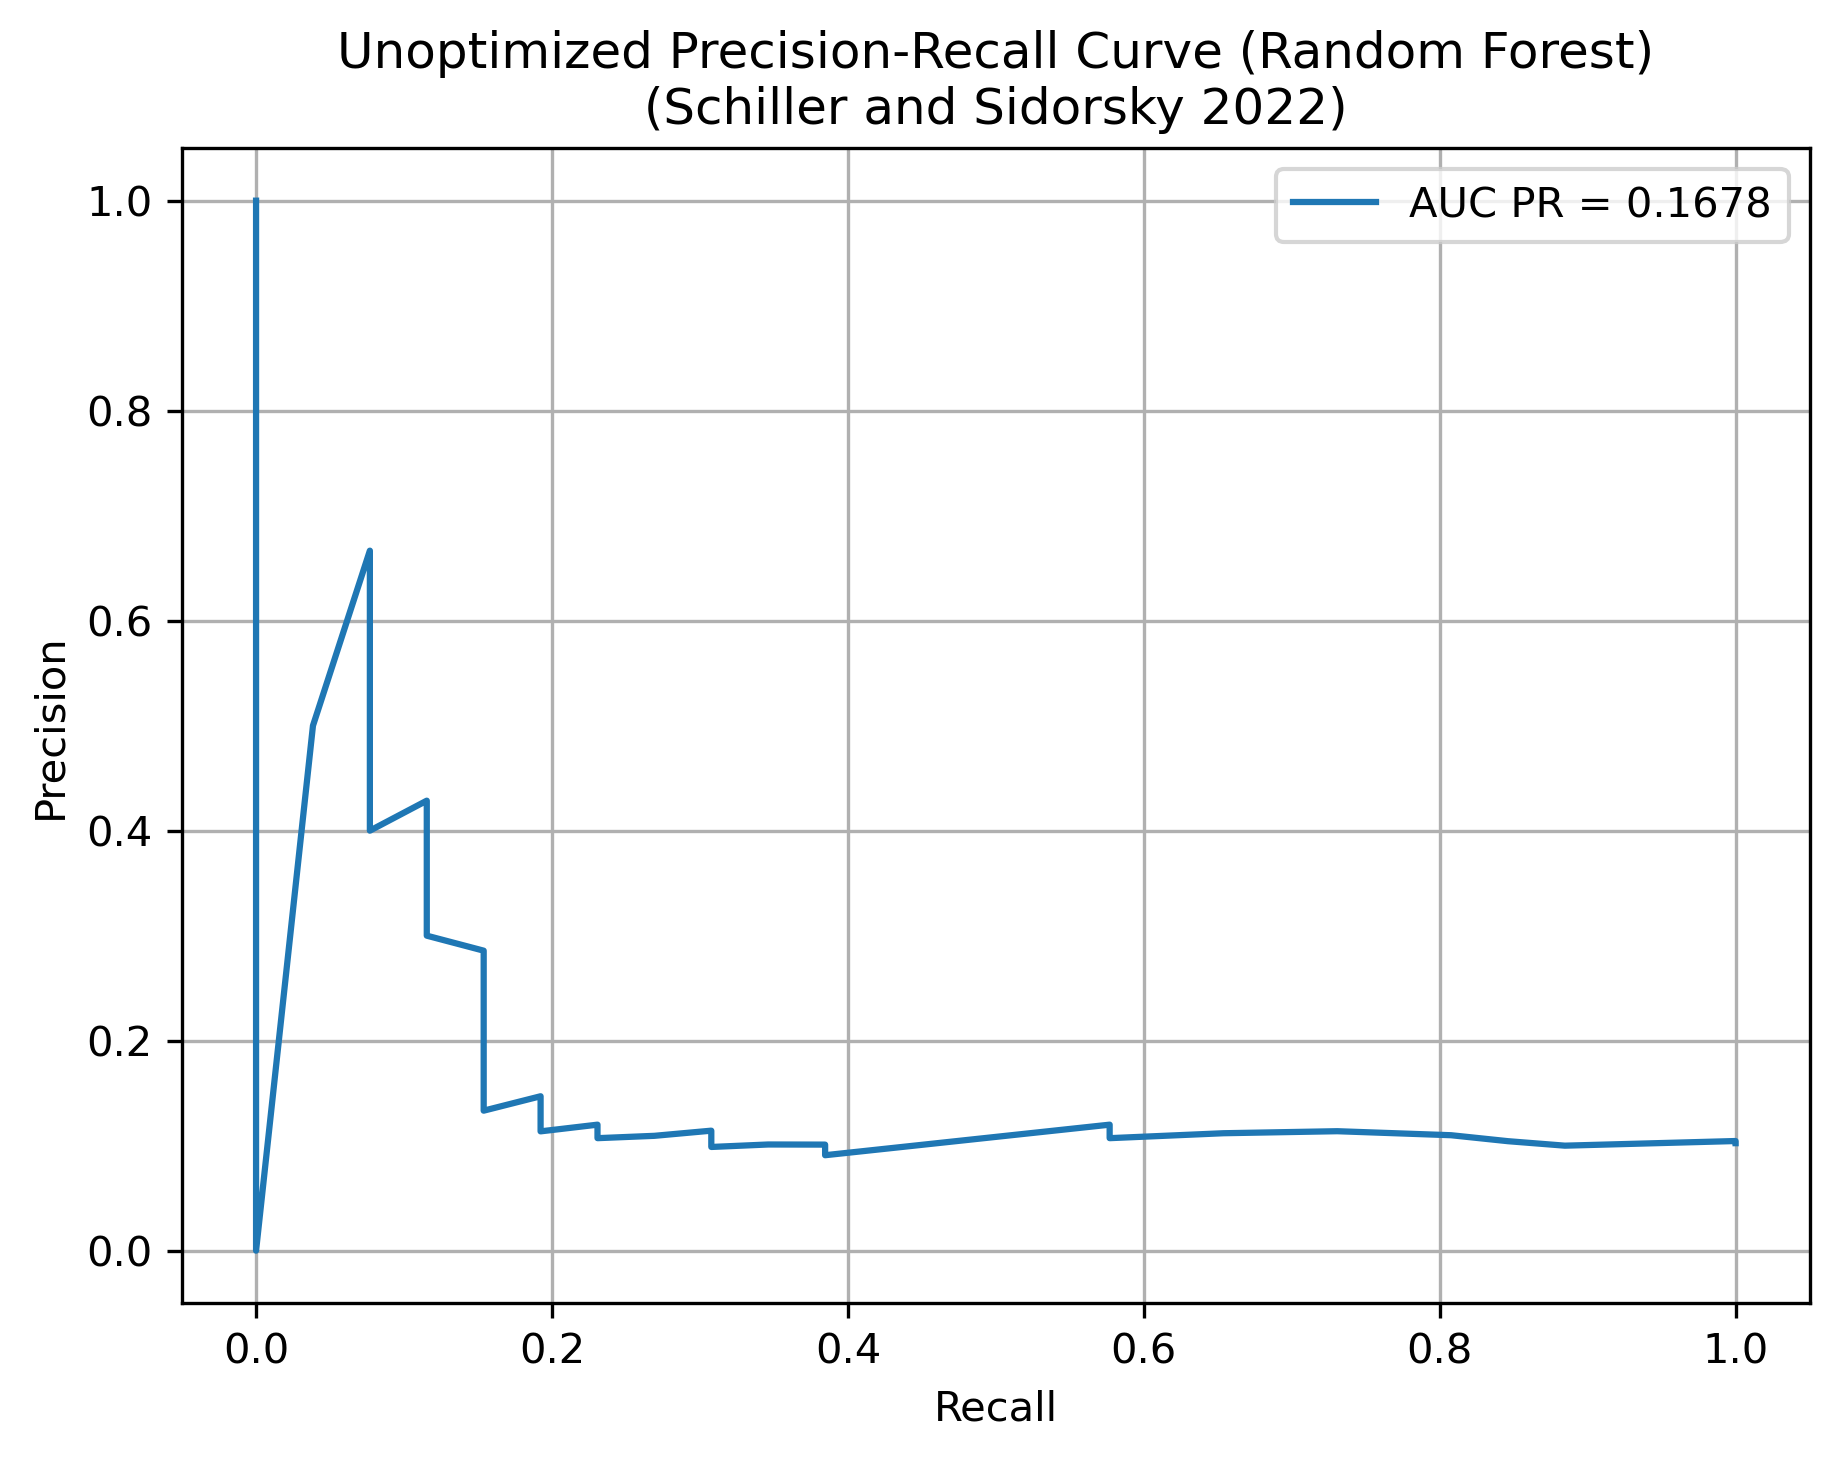 Unoptimized Precision-Recall Curve (Random Forest)
(Schiller and Sidorsky 2022)
AUC PR = 0.1678
1.0
0.8
0.6
0.4
0.2
0.0
Precision
0.0 0.2 0.4 0.6 0.8 1.0
Recall